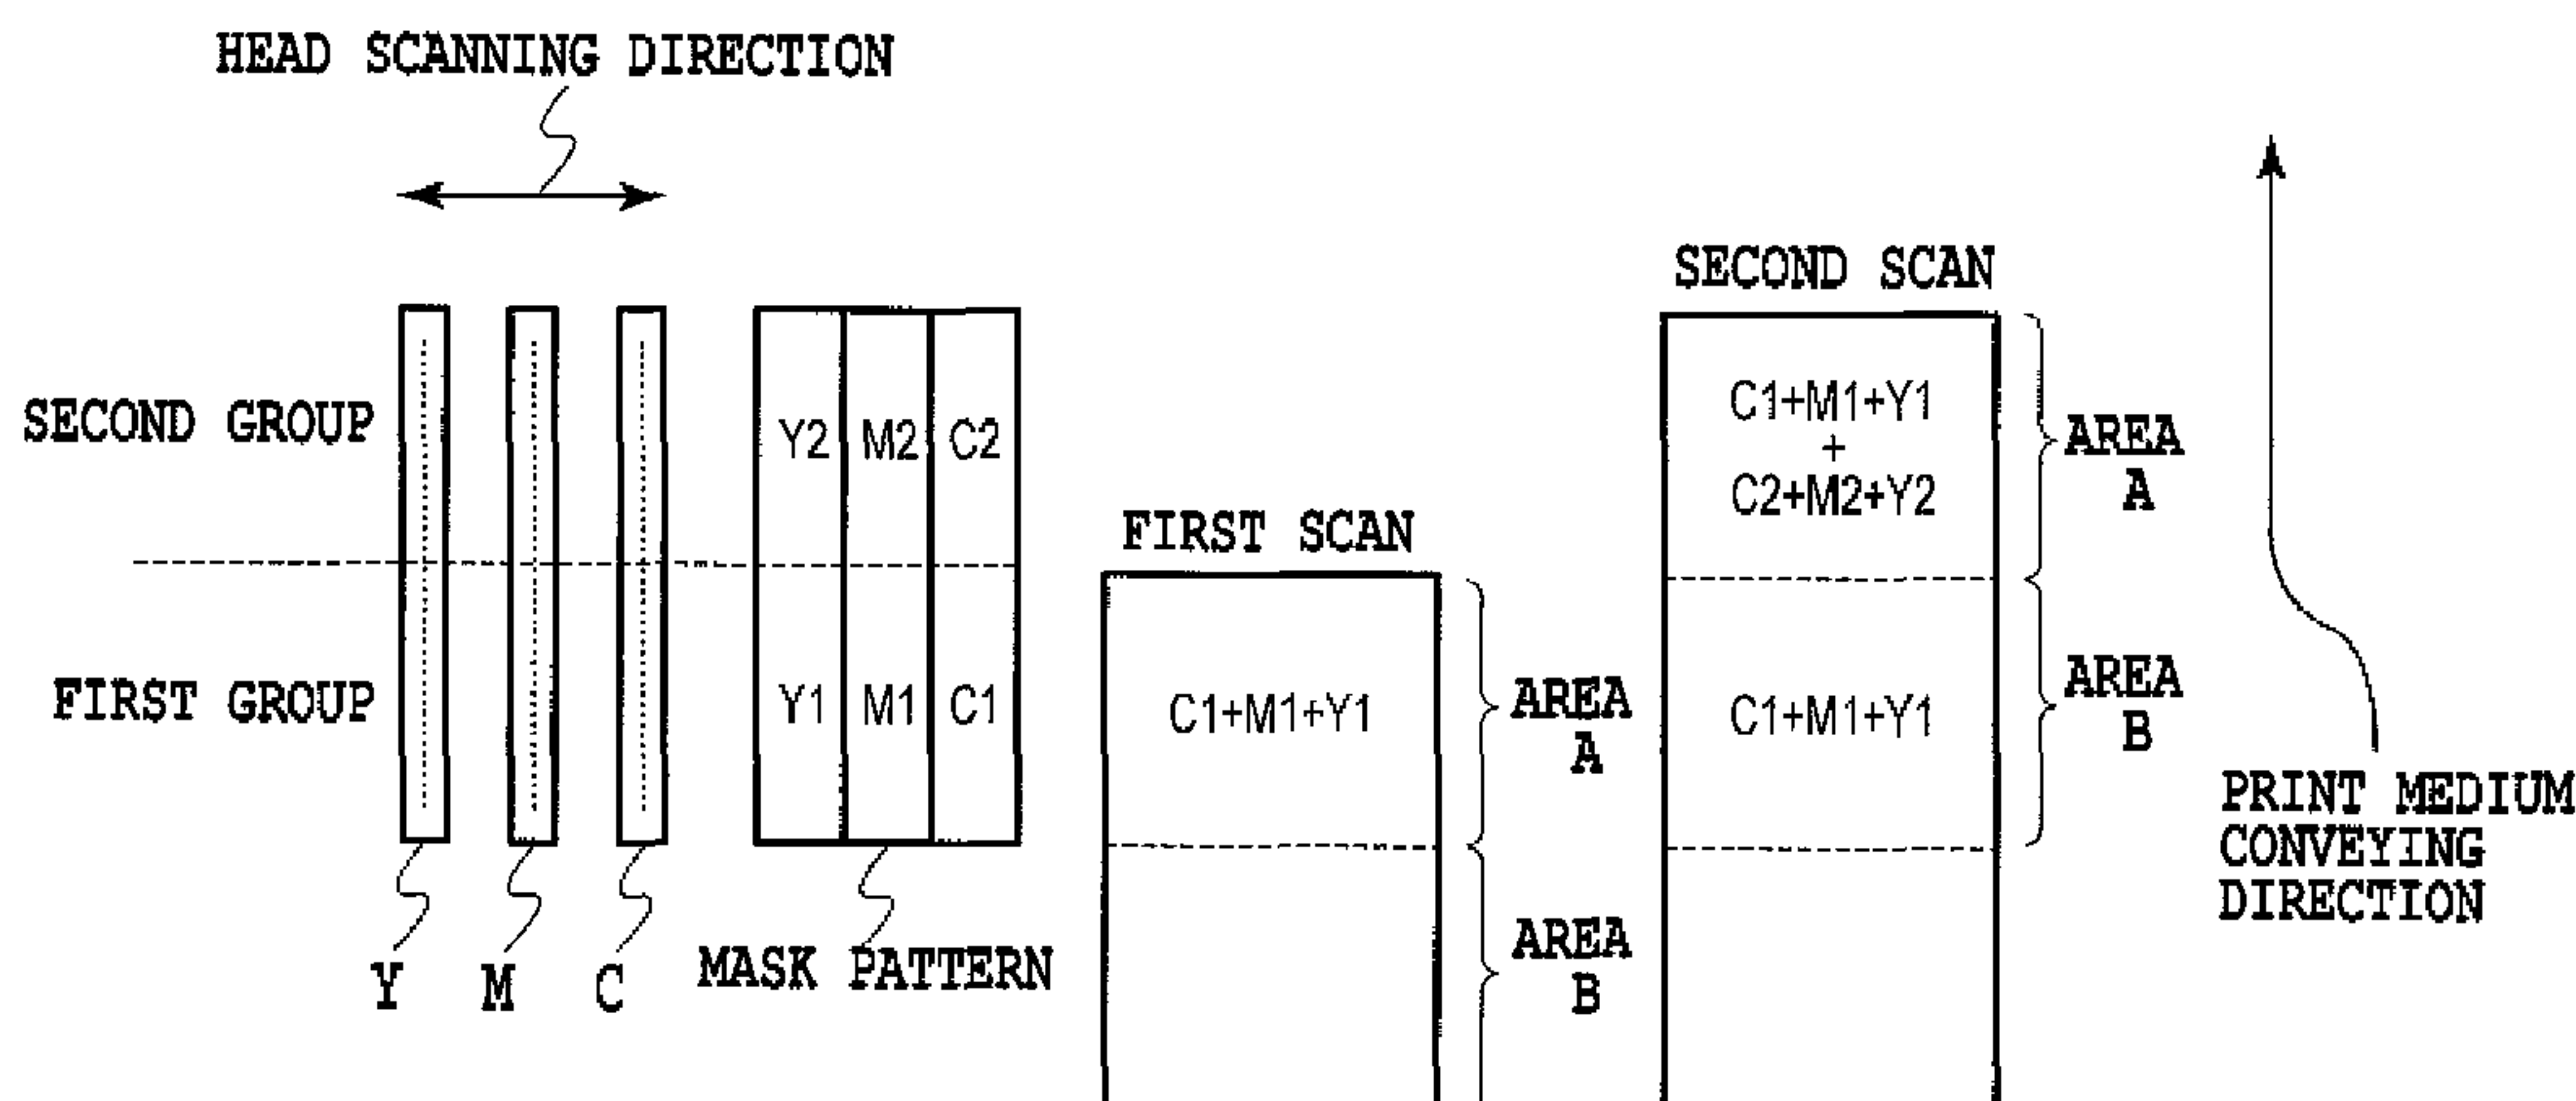 HEAD SCANNING DIRECTION
SECOND GROUP
FIRST GROUP
Y2 M2 C2
Y1 M1 C1
Y M C
MASK PATTERN
FIRST SCAN
C1+M1+Y1
AREA
A
AREA
B
SECOND SCAN
C1+M1+Y1
+
C2+M2+Y2
C1+M1+Y1
AREA
A
AREA
B
PRINT MEDIUM
CONVEYING
DIRECTION